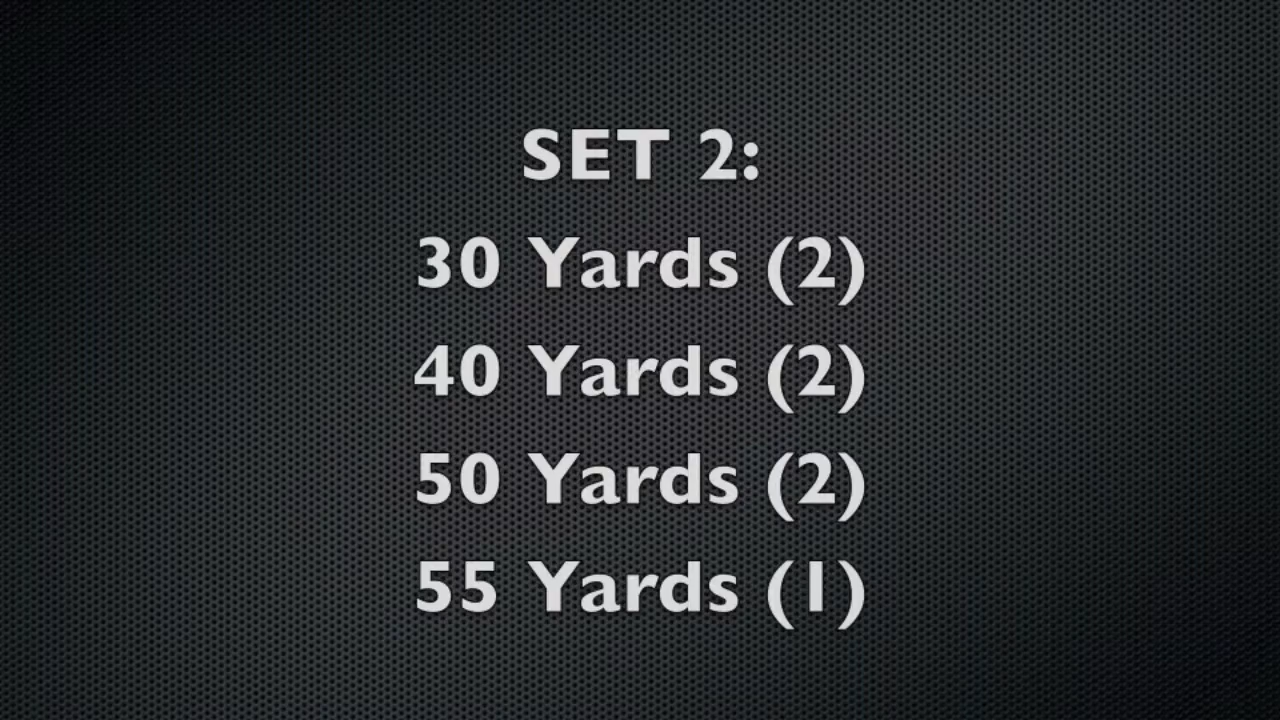 SET 2:
30 Yards (2)
40 Yards (2)
50 Yards (2)
55 Yards (1)